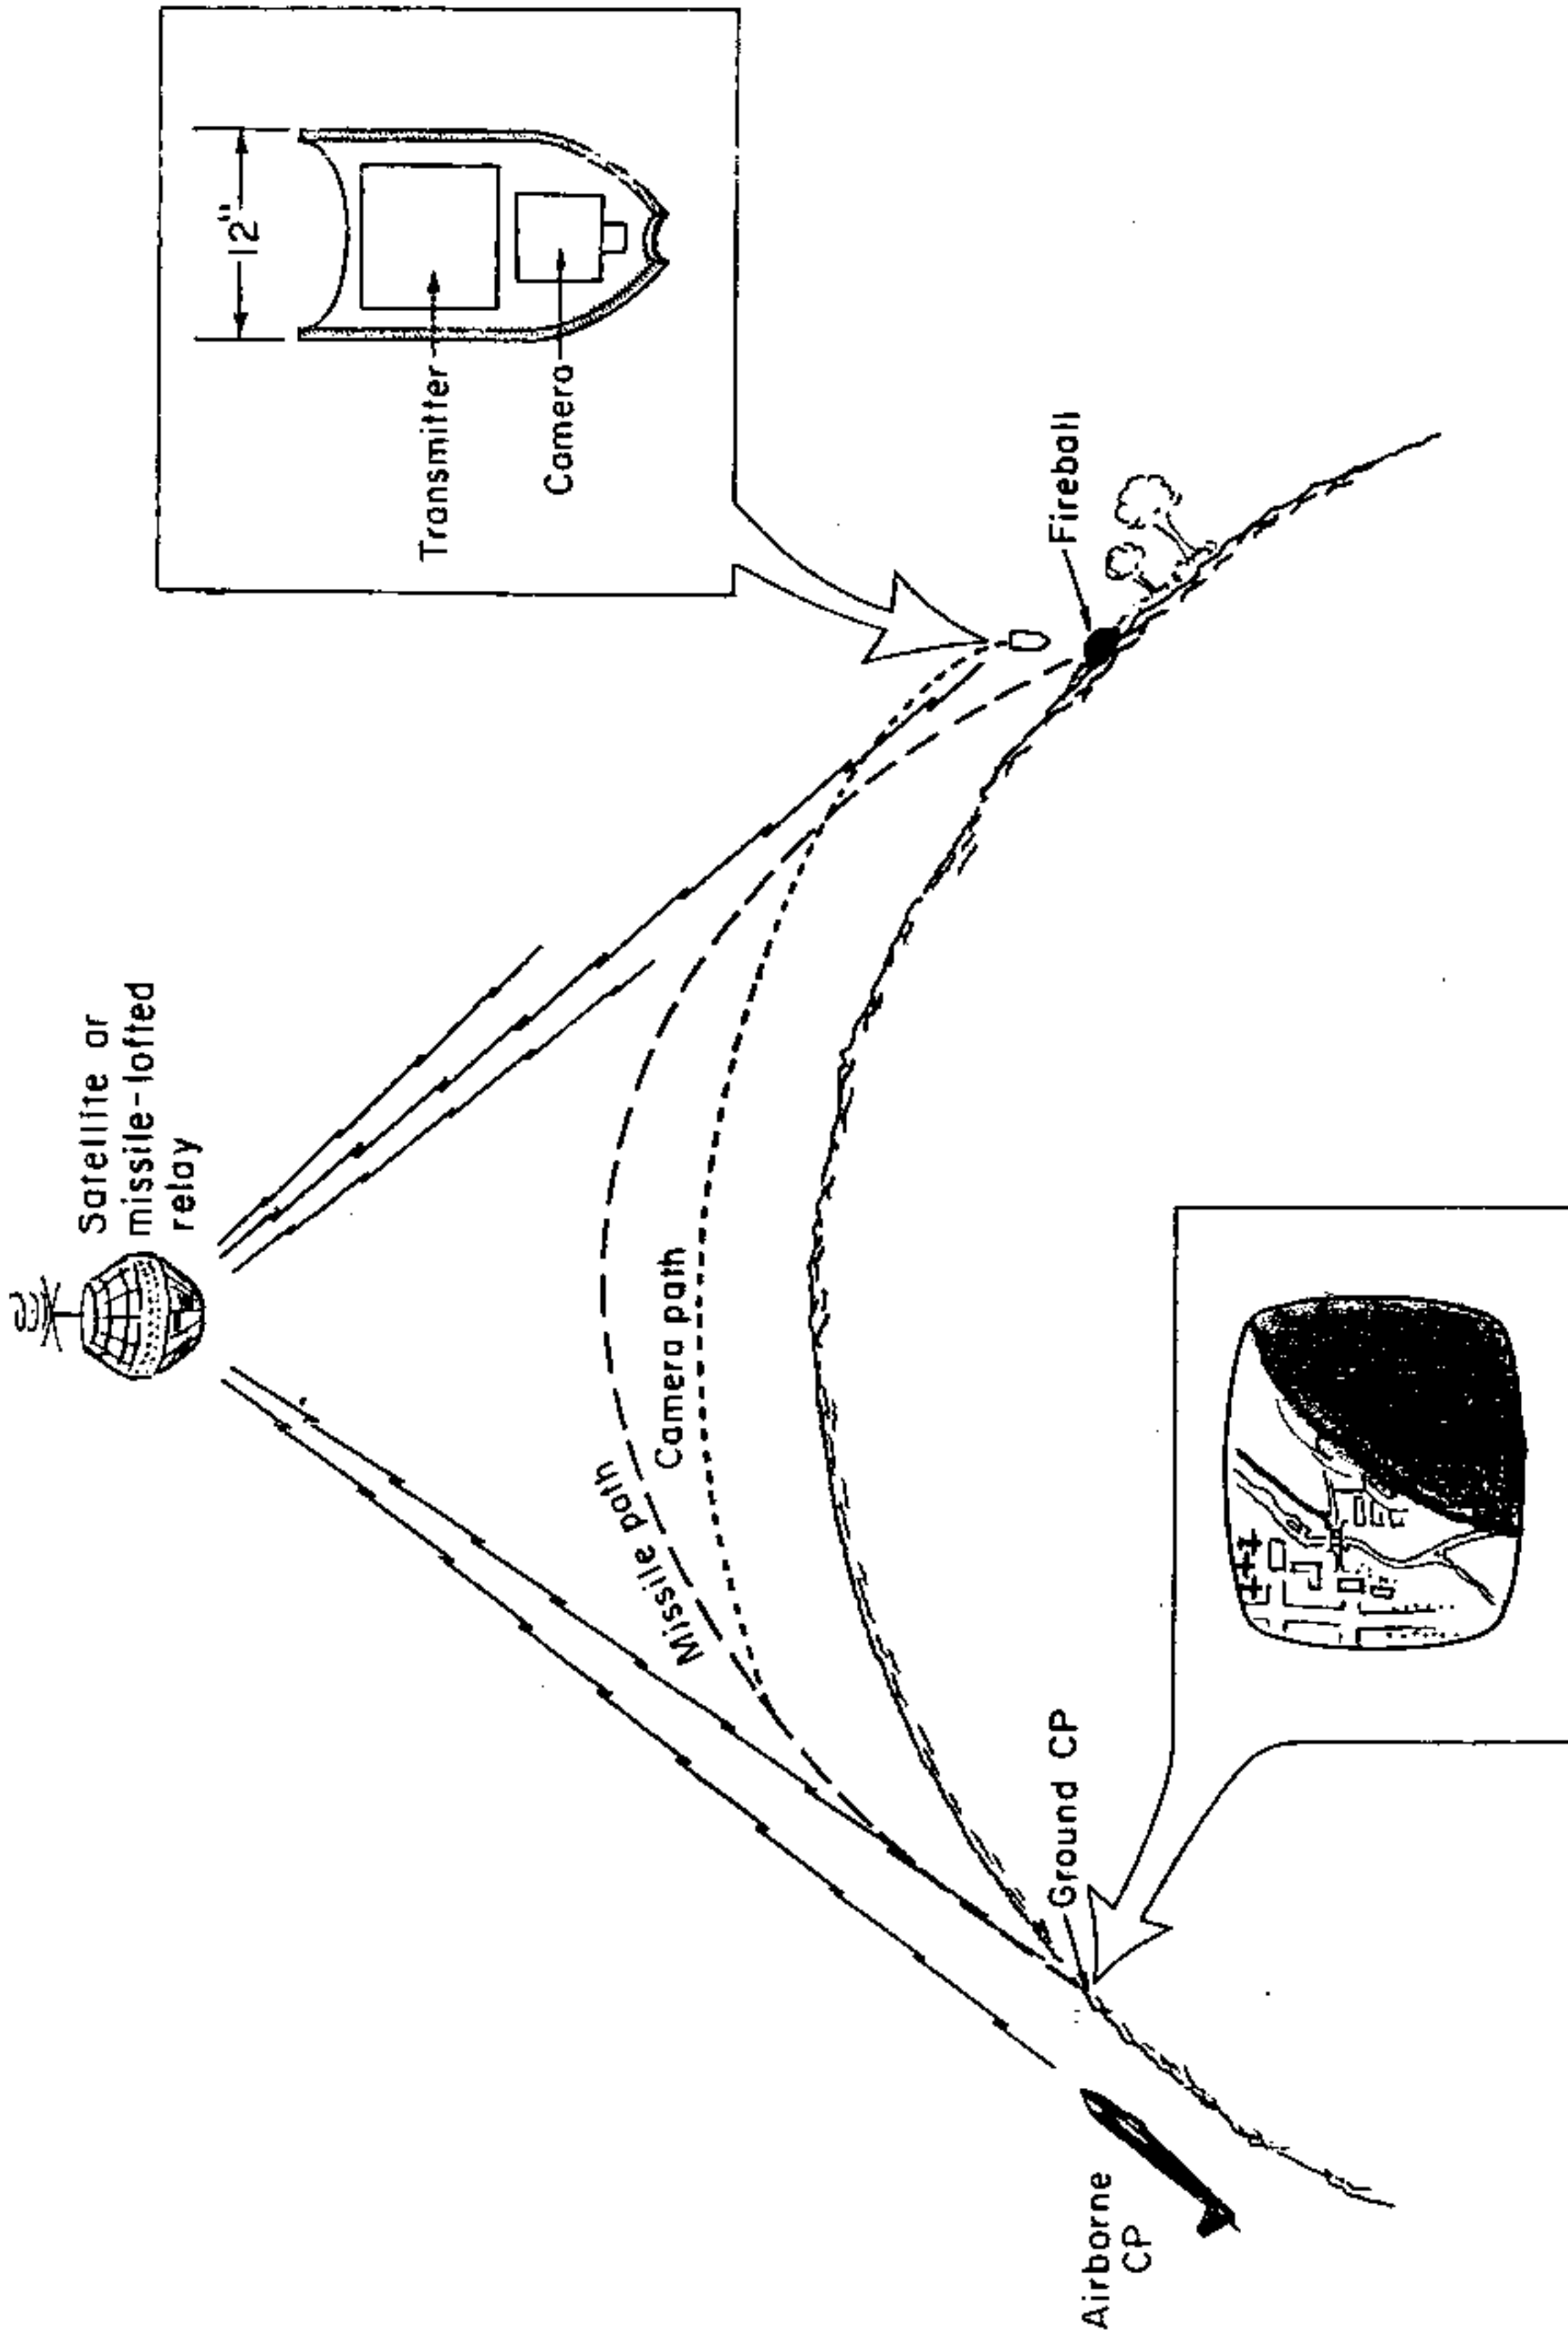 Satellite or
missile-lofted
relay
12"
Transmitter
Camera
Missile path
Camera path
Fireball
Ground CP
Airborne
CP